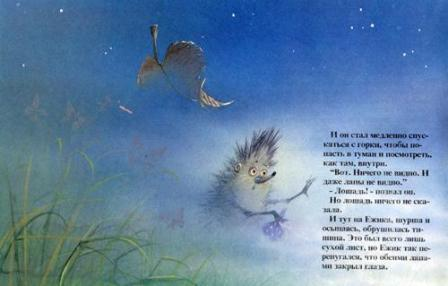 И он стал медленно спус-
каться с горки, чтобы по-
пасть в туман и посмотреть,
как там, внутри.
"Вот. Ничего не видно. И
даже лапы не видно."
- Лошадь! - позвал он.
Но лошадь ничего не ска-
зала.
И тут на Ежика, шурша и
осыпаясь, обрушилась ти-
шина. Это был всего лишь
сухой лист, но Ежик так пе-
репугался, что обеими лапа-
ми закрыл глаза.